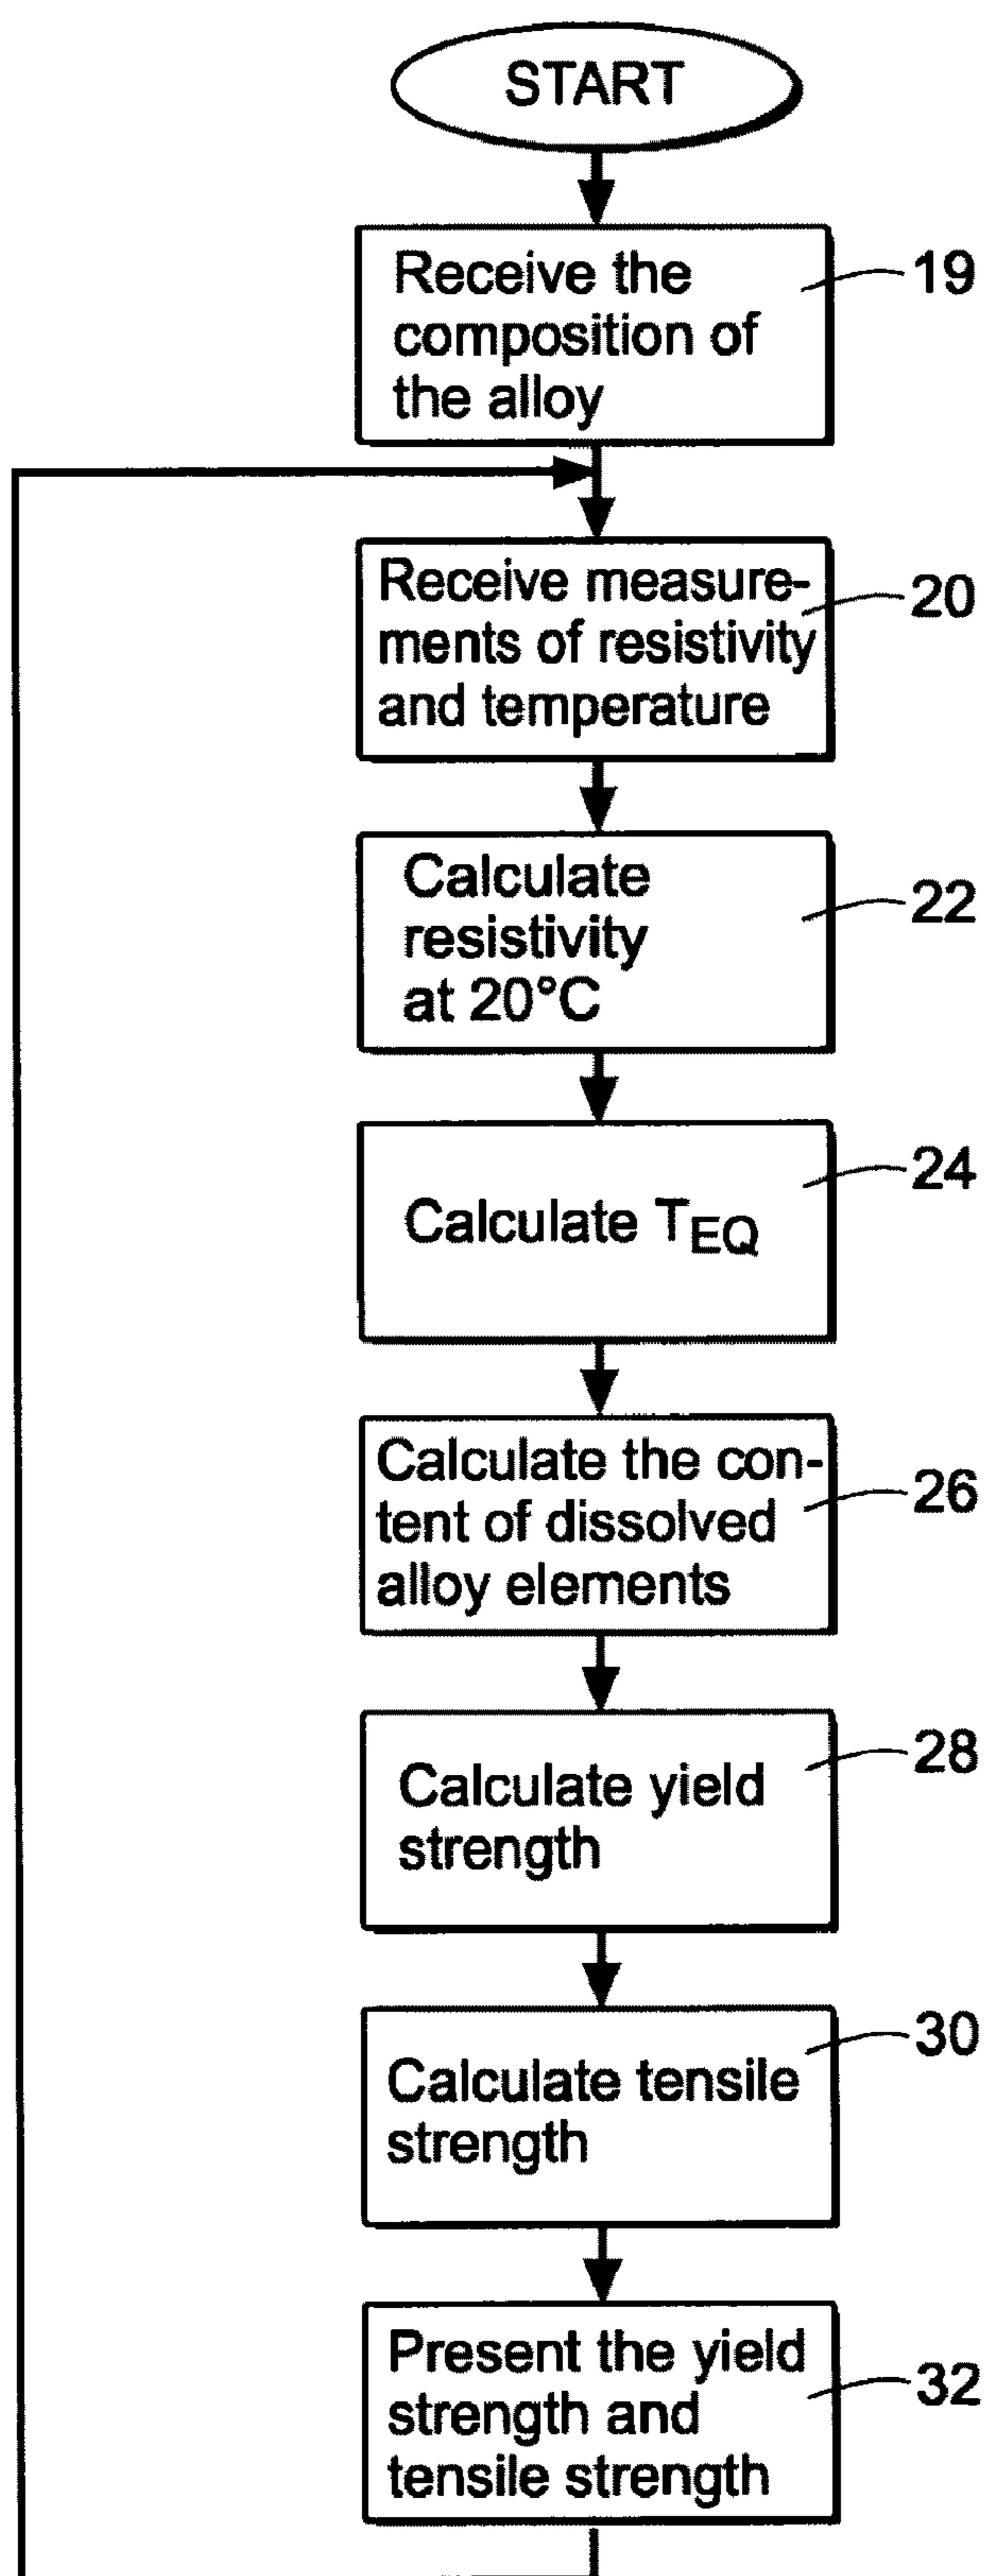 START
Receive the
composition of
the alloy
19
Receive measure-
ments of resistivity
and temperature
20
Calculate
resistivity
at 20°C
22
Calculate TEQ
24
Calculate the con-
tent of dissolved
alloy elements
26
Calculate yield
strength
28
Calculate tensile
strength
30
Present the yield
strength and
tensile strength
32